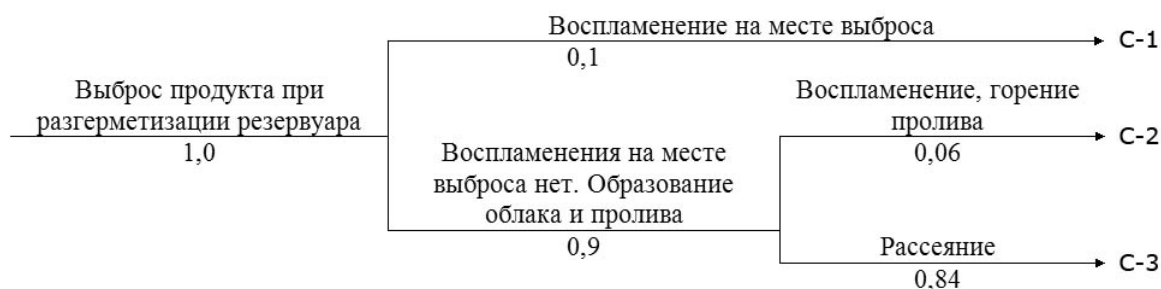 Воспламенение на месте выброса
0,1
С-1
Выброс продукта при
разгерметизации резервуара
1,0
Воспламенение, горение
пролива
0,06
С-2
Воспламенения на месте
выброса нет. Образование
облака и пролива
0,9
Рассеяние
0,84
С-3